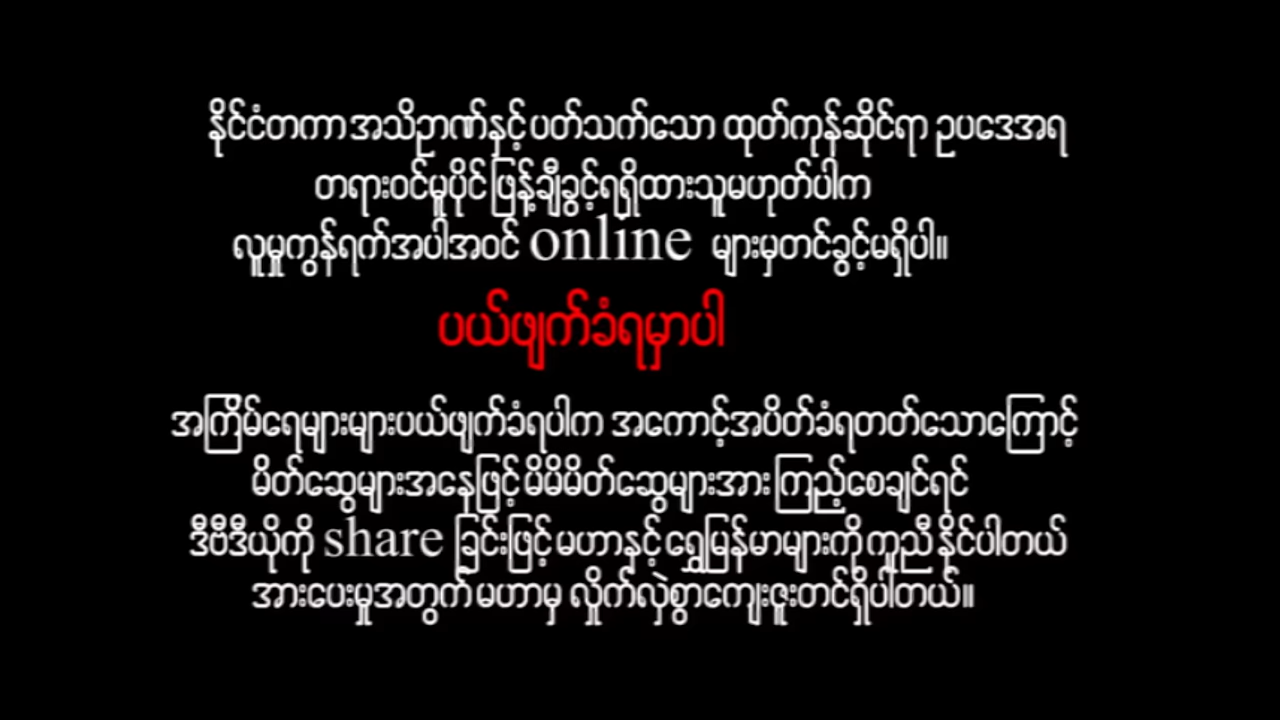 နိုင်ငံတကာ အသိဉာဏ်နှင့် ပတ်သက်သော ထုတ်ကုန်ဆိုင်ရာ ဥပဒေအရ
တရားဝင်မူပိုင် ဖြန့်ချီခွင့်ရရှိထားသူမဟုတ်ပါက
လူမှုကွန်ရက်အပါအဝင် online များမှတင်ခွင့်မရှိပါ။
ပယ်ဖျက်ခံရမှာပါ
အကြိမ်ရေများများပယ်ဖျက်ခံရပါက အကောင့်အပိတ်ခံရတတ်သောကြောင့်
မိတ်ဆွေများအနေဖြင့် မိမိမိတ်ဆွေများအား ကြည့်စေချင်ရင်
ဒီဗီဒီယိုကို share ခြင်းဖြင့် မဟာနှင့် ရွှေမြန်မာများကို ကူညီ နိုင်ပါတယ်
အားပေးမှုအတွက် မဟာမှ လှိုက်လှဲစွာကျေးဇူးတင်ရှိပါတယ်။